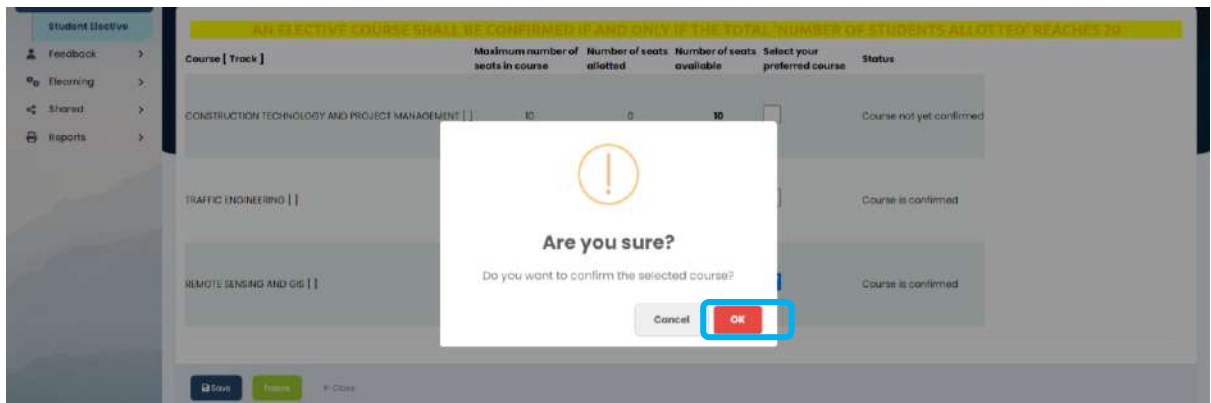 Student Elective
AN ELECTIVE COURSE SHALL BE CONFIRMED IF AND ONLY IF THE TOTAL 'NUMBER OF STUDENTS ALLOTTED' REACHES 20
Feedback
Elearning
Shared
Reports
Course [ Track ]
Maximum number of seats in course
Number of seats allotted
Number of seats available
Select your preferred course
Status
CONSTRUCTION TECHNOLOGY AND PROJECT MANAGEMENT [ ] 10 0 10 Course not yet confirmed
TRAFFIC ENGINEERING [ ] Course is confirmed
REMOTE SENSING AND GIS [ ] Course is confirmed
Are you sure?
Do you want to confirm the selected course?
Cancel OK
Save
Close